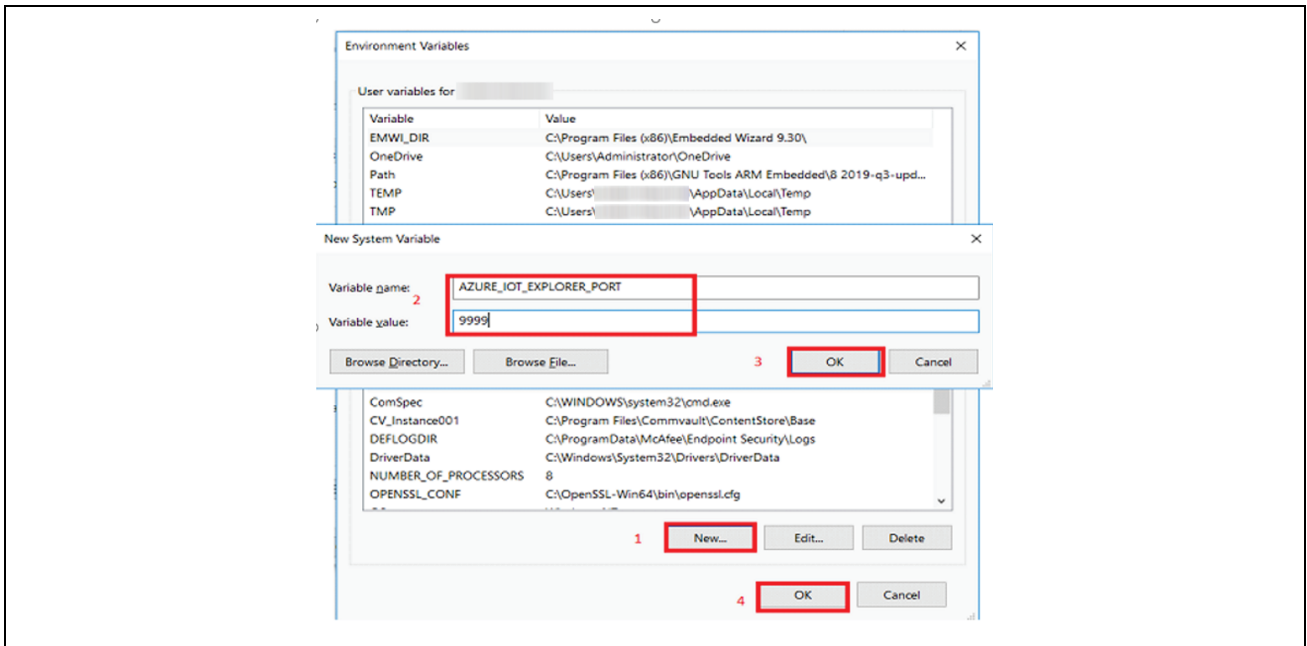 Environment Variables
User variables for
Variable Value
EMWI_DIR C:\Program Files (x86)\Embedded Wizard 9.30\
OneDrive C:\Users\Administrator\OneDrive
Path C:\Program Files (x86)\GNU Tools ARM Embedded\8 2019-q3-upd...
TEMP C:\Users\ \AppData\Local\Temp
TMP C:\Users\ \AppData\Local\Temp
New System Variable
Variable name: AZURE_IOT_EXPLORER_PORT
2
Variable value: 9999
Browse Directory... Browse File... 3 OK Cancel
ComSpec C:\WINDOWS\system32\cmd.exe
CV_Instance001 C:\Program Files\Commvault\ContentStore\Base
DEFLOGDIR C:\ProgramData\McAfee\Endpoint Security\Logs
DriverData C:\Windows\System32\Drivers\DriverData
NUMBER_OF_PROCESSORS 8
OPENSSL_CONF C:\OpenSSL-Win64\bin\openssl.cfg
1 New... Edit... Delete
4 OK Cancel